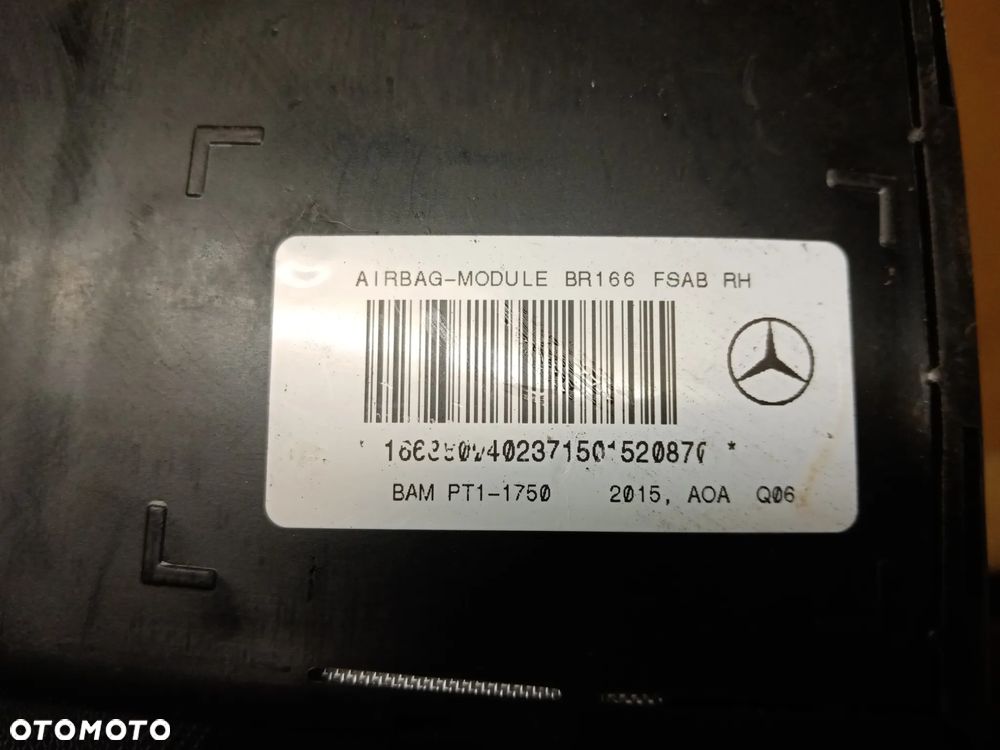 AIRBAG-MODULE BR166 FSAB RH
BAM PT1-1750 2015, AOA Q06
OTOMOTO